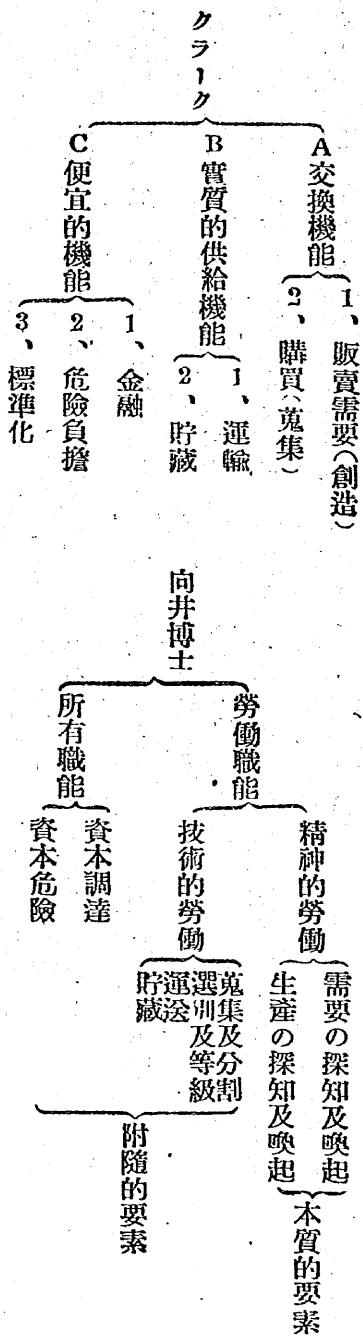 クラーク
A 交換機能
1、販賣需要(創造)
2、購買(蒐集)
B 實質的供給機能
1、運輸
2、貯藏
C 便宜的機能
1、金融
2、危險負擔
3、標準化
向井博士
勞働職能
精神的勞働
需要の探知及喚起
生産の探知及喚起
本質的要素
技術的勞働
蒐集及分割
選別及等級
運送
貯藏
所有職能
資本調達
資本危險
附隨的要素